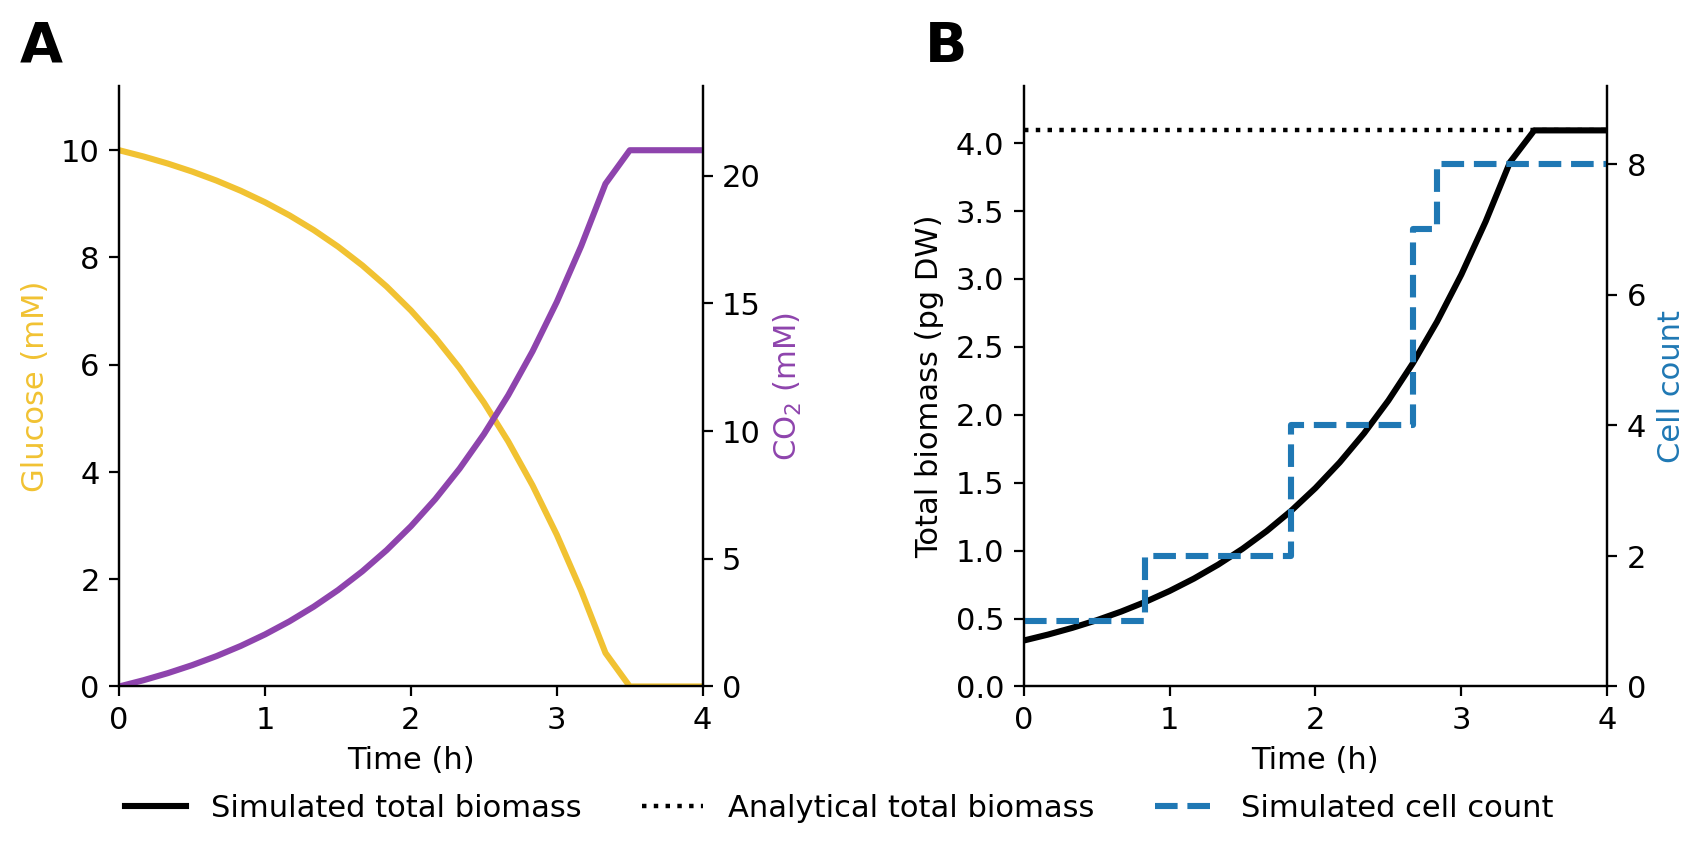 A
B
Glucose (mM)
10
8
6
4
2
0
20
15
10
5
0
CO₂ (mM)
0 1 2 3 4
Time (h)
Total biomass (pg DW)
4.0
3.5
3.0
2.5
2.0
1.5
1.0
0.5
0.0
8
6
4
2
0
Cell count
0 1 2 3 4
Time (h)
Simulated total biomass
Analytical total biomass
Simulated cell count